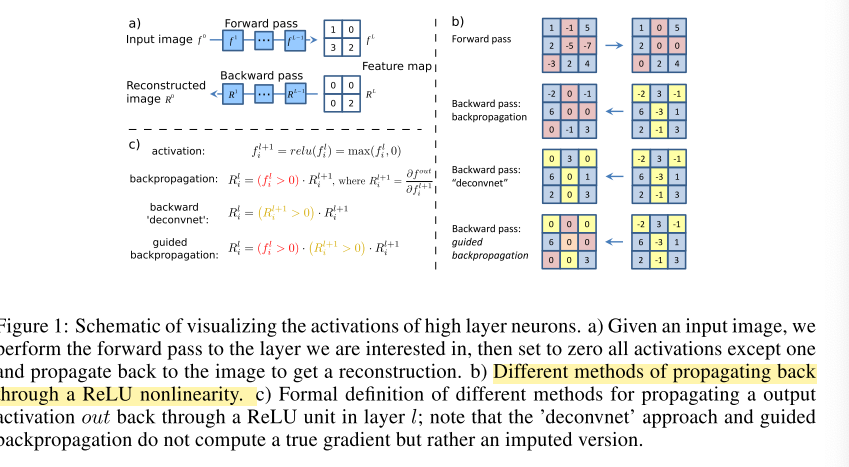 a)
Forward pass
Input image f⁰
f¹ ... f^{L-1}
1 0
3 2
f^L
Feature map
Backward pass
Reconstructed
image R⁰
R¹ ... R^{L-1}
0 0
0 2
R^L
c)
activation: f_i^{l+1} = relu(f_i^l) = max(f_i^l, 0)
backpropagation: R_i^l = (f_i^l > 0) · R_i^{l+1}, where R_i^{l+1} = ∂f^{out} / ∂f_i^{l+1}
backward
'deconvnet': R_i^l = (R_i^{l+1} > 0) · R_i^{l+1}
guided
backpropagation: R_i^l = (f_i^l > 0) · (R_i^{l+1} > 0) · R_i^{l+1}
b)
Forward pass
1 -1 5
2 -5 -7
-3 2 4
1 0 5
2 0 0
0 2 4
Backward pass:
backpropagation
-2 0 -1
6 0 0
0 -1 3
-2 3 -1
6 -3 1
2 -1 3
Backward pass:
“deconvnet”
0 3 0
6 0 1
2 0 3
-2 3 -1
6 -3 1
2 -1 3
Backward pass:
guided
backpropagation
0 0 0
6 0 0
0 0 3
-2 3 -1
6 -3 1
2 -1 3
Figure 1: Schematic of visualizing the activations of high layer neurons. a) Given an input image, we
perform the forward pass to the layer we are interested in, then set to zero all activations except one
and propagate back to the image to get a reconstruction. b) Different methods of propagating back
through a ReLU nonlinearity. c) Formal definition of different methods for propagating a output
activation out back through a ReLU unit in layer l; note that the ’deconvnet’ approach and guided
backpropagation do not compute a true gradient but rather an imputed version.